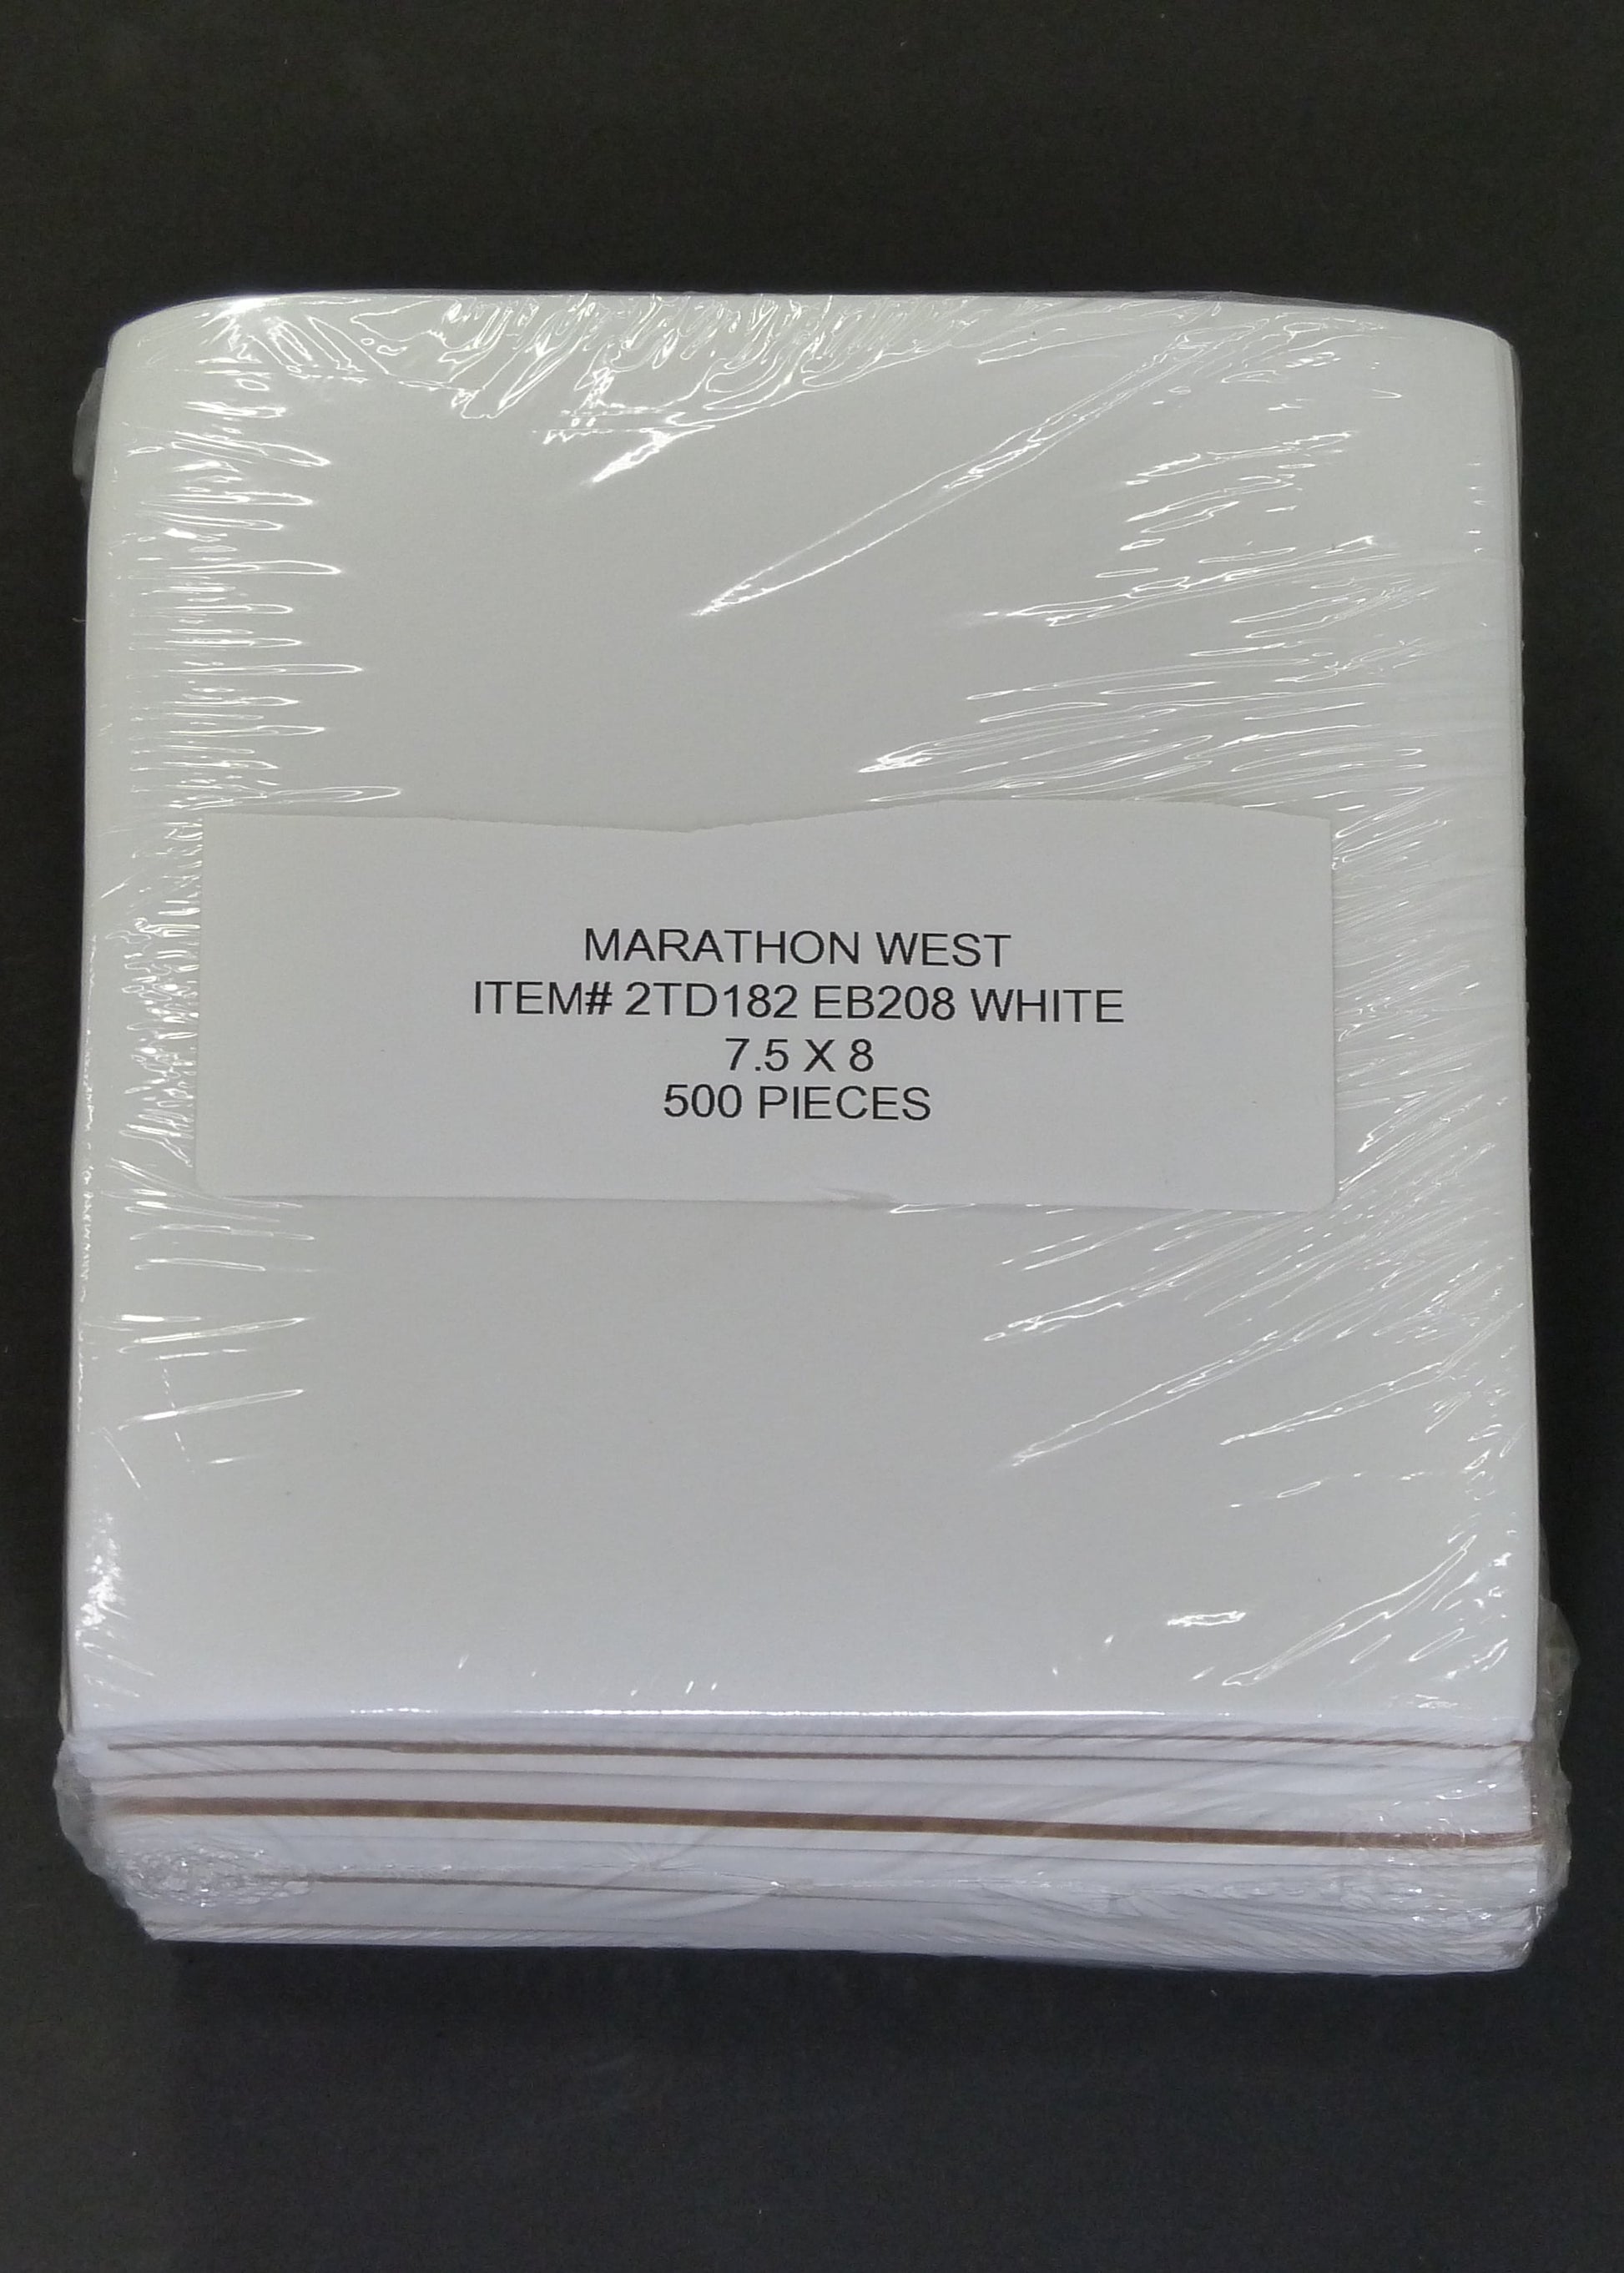 MARATHON WEST
ITEM# 2TD182 EB208 WHITE
7.5 X 8
500 PIECES